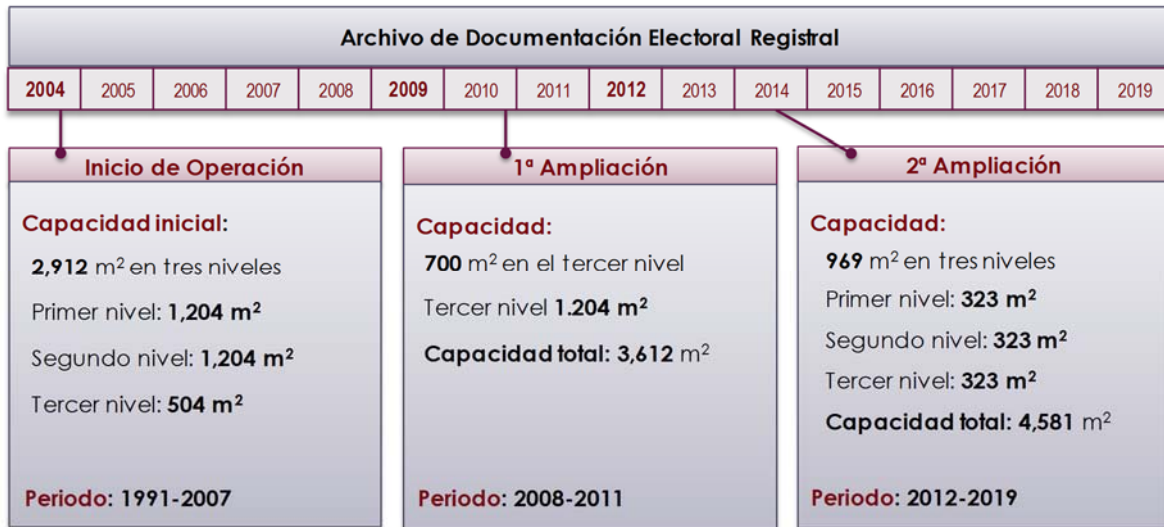 Archivo de Documentación Electoral Registral
2004 2005 2006 2007 2008 2009 2010 2011 2012 2013 2014 2015 2016 2017 2018 2019
Inicio de Operación
Capacidad inicial:
2,912 m² en tres niveles
Primer nivel: 1,204 m²
Segundo nivel: 1,204 m²
Tercer nivel: 504 m²
Periodo: 1991-2007
1ª Ampliación
Capacidad:
700 m² en el tercer nivel
Tercer nivel 1.204 m²
Capacidad total: 3,612 m²
Periodo: 2008-2011
2ª Ampliación
Capacidad:
969 m² en tres niveles
Primer nivel: 323 m²
Segundo nivel: 323 m²
Tercer nivel: 323 m²
Capacidad total: 4,581 m²
Periodo: 2012-2019